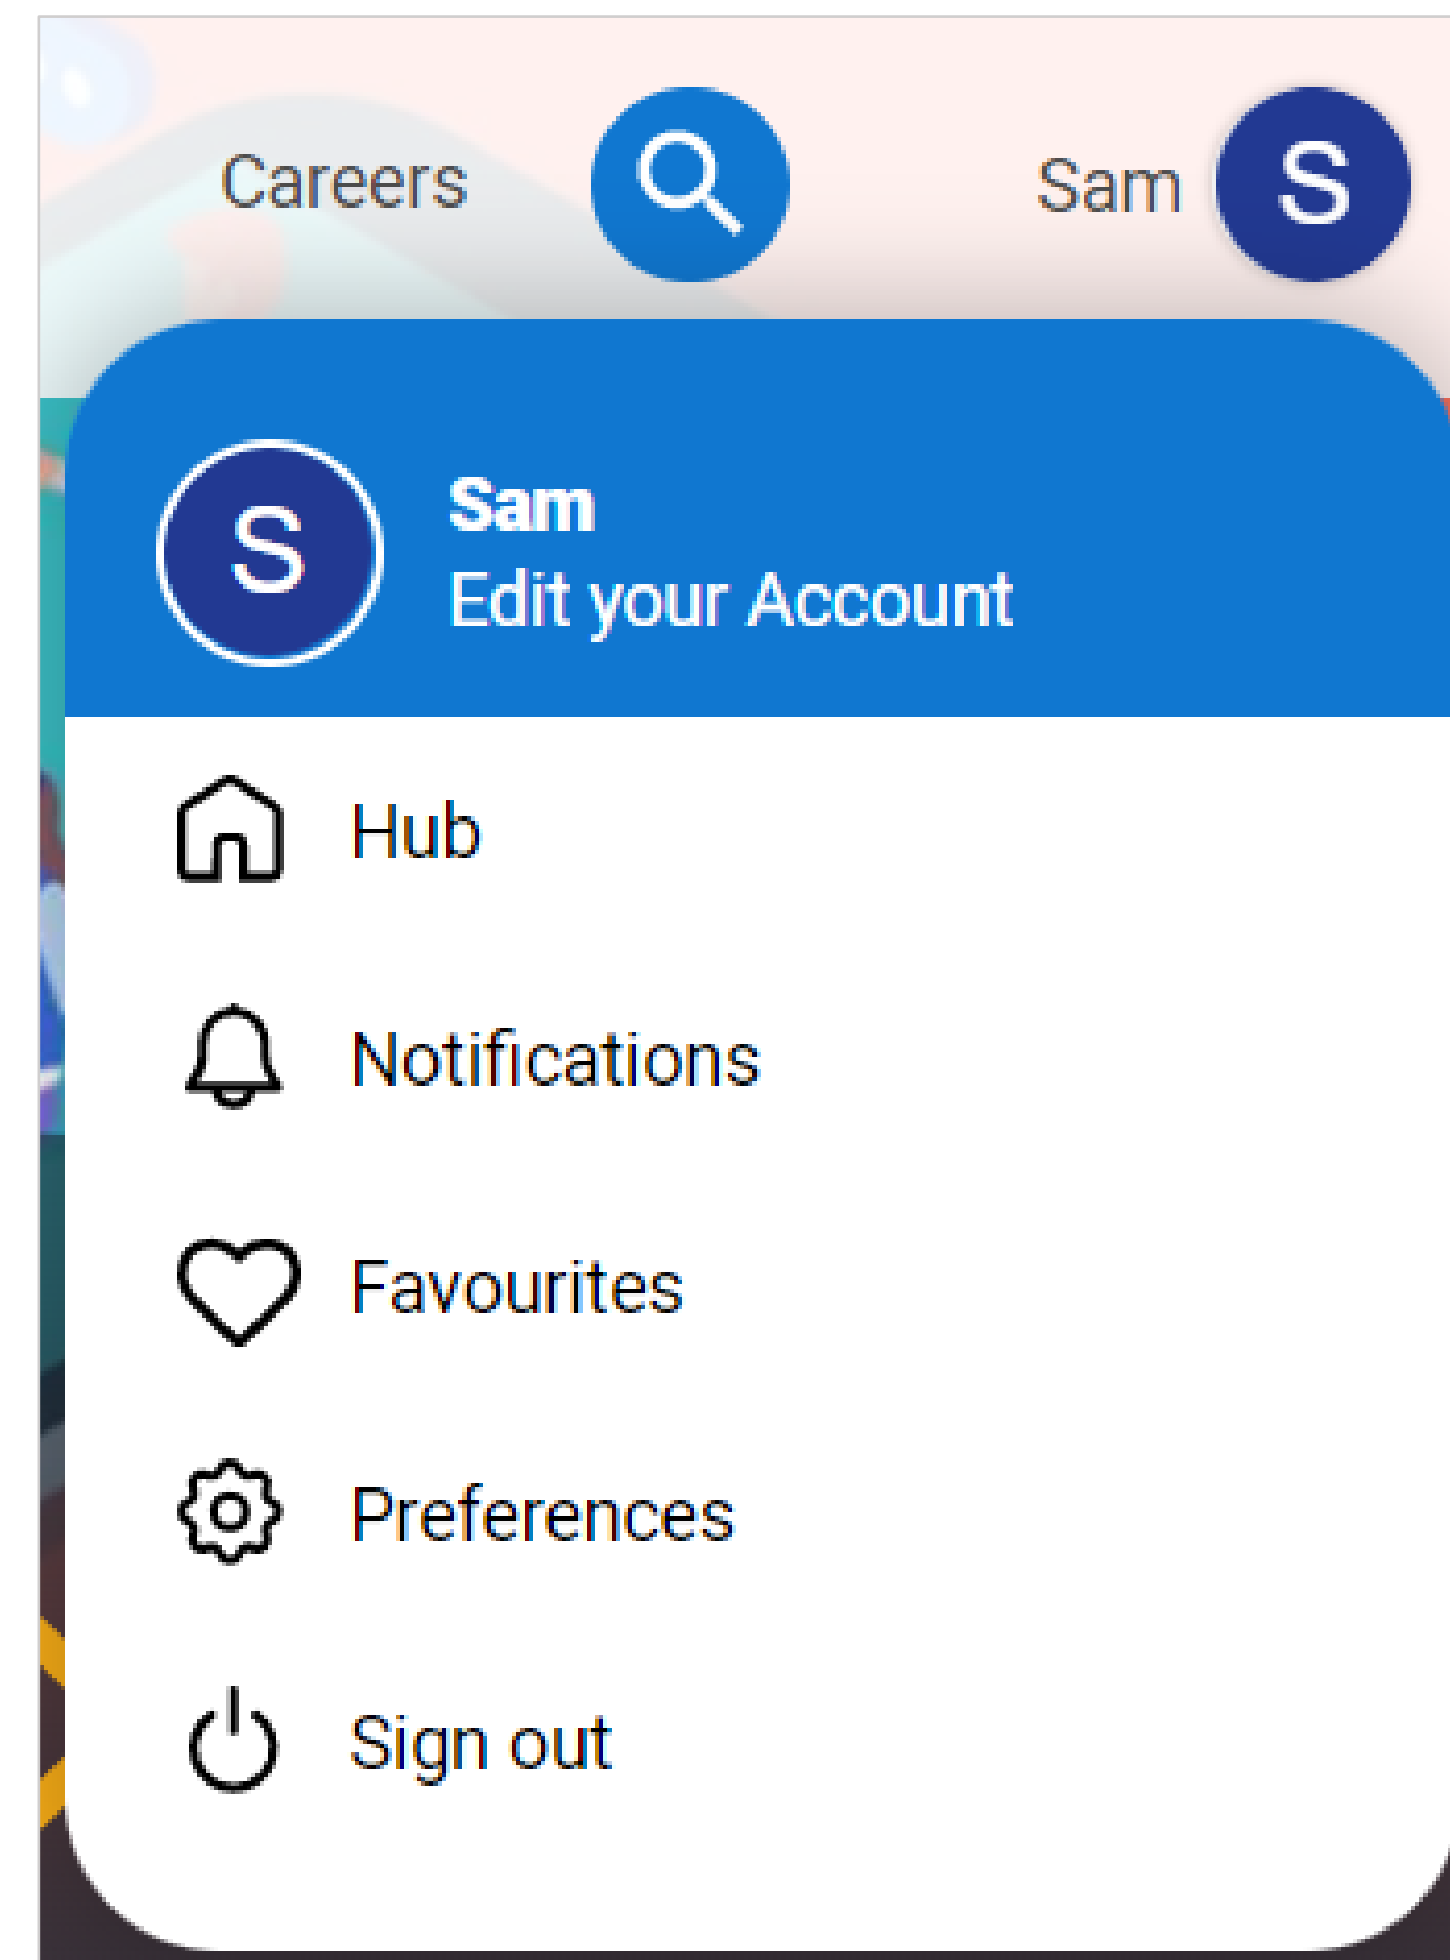 Careers
Sam
S
S
Sam
Edit your Account
Hub
Notifications
Favourites
Preferences
Sign out